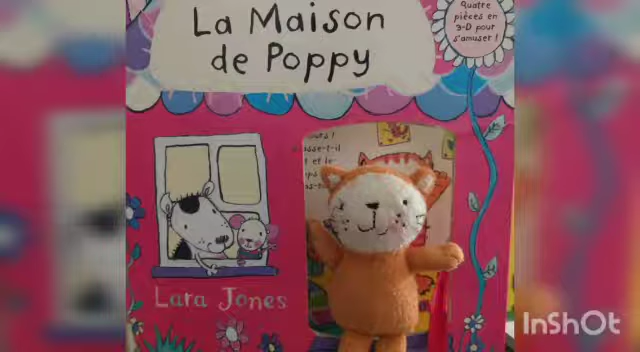 La Maison
de Poppy
Quatre
pièces en
3-D pour
s'amuser !
Lara Jones
InShOt